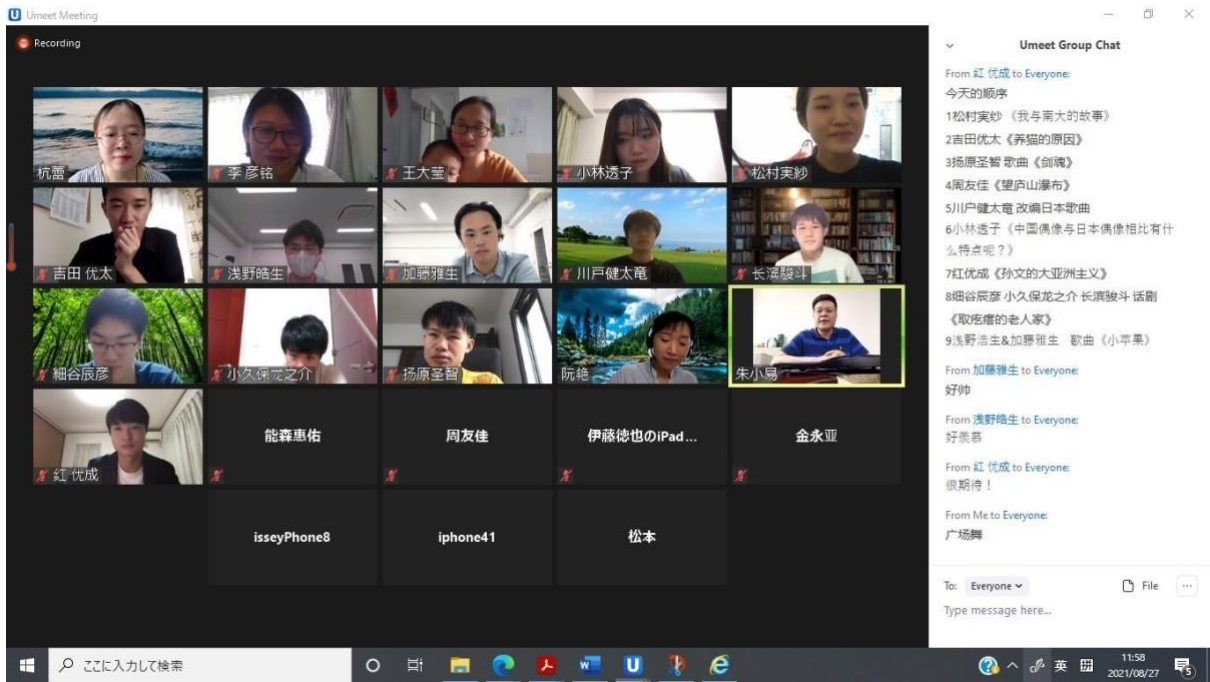 Umeet Meeting
Recording
Umeet Group Chat
杭蕾
李彦铭
王大莹
小林透子
松村実紗
吉田 优太
浅野皓生
加藤雅生
川戸健太竜
长濱駿斗
細谷辰彦
小久保龙之介
扬原圣智
阮艳
朱小易
紅 优成
能森惠佑
周友佳
伊藤徳也のiPad...
金永亚
isseyPhone8
iphone41
松本
From 紅 优成 to Everyone:
今天的顺序
1松村実紗 《我与南大的故事》
2吉田优太《养猫的原因》
3扬原圣智 歌曲《剑魂》
4周友佳《望庐山瀑布》
5川户健太竜 改编日本歌曲
6小林透子《中国偶像与日本偶像相比有什
么特点呢？》
7红优成《孙文的大亚洲主义》
8细谷辰彦 小久保龙之介 长滨骏斗 话剧
《取疙瘩的老人家》
9浅野浩生&加藤雅生 歌曲《小苹果》
From 加藤雅生 to Everyone:
好帅
From 浅野皓生 to Everyone:
好羡慕
From 紅 优成 to Everyone:
很期待！
From Me to Everyone:
广场舞
To: Everyone
File
Type message here...
ここに入力して検索
英
拼
11:58
2021/08/27
5